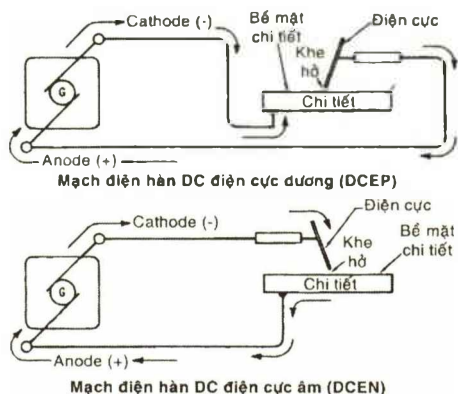 Cathode (-)
Bề mặt
chi tiết
Điện cực
Khe
hở
G
Chi tiết
Anode (+)
Mạch điện hàn DC điện cực dương (DCEP)
Cathode (-)
Điện cực
Khe
hở
Bề mặt
chi tiết
G
Chi tiết
Anode (+)
Mạch điện hàn DC điện cực âm (DCEN)